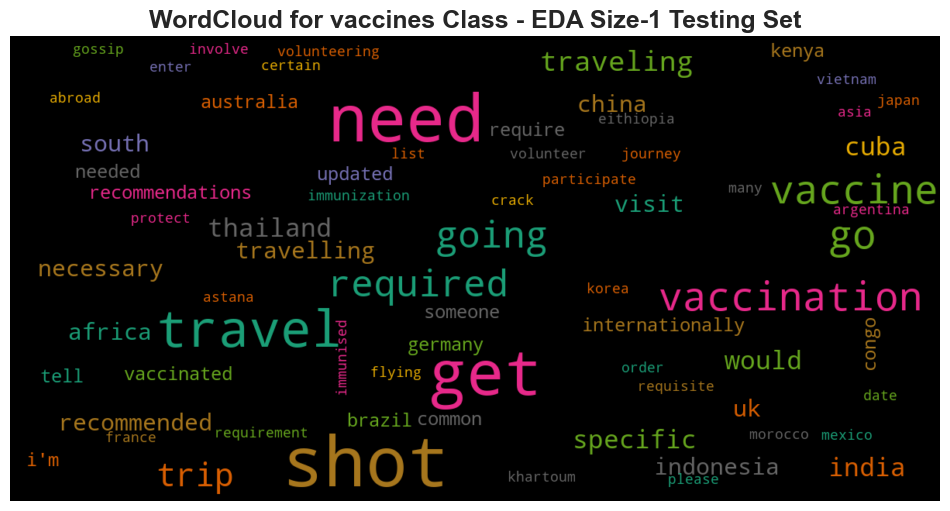 WordCloud for vaccines Class - EDA Size-1 Testing Set
gossip involve volunteering traveling kenya
enter certain vietnam
abroad australia need china japan
eithiopia asia
south require cuba
list volunteer journey
needed updated participate
recommendations immunization many vaccine
crack visit argentina
protect thailand going go
travelling
necessary required
astana korea vaccination
someone
africa travel internationally congo
immunised germany would
tell vaccinated flying get order
requisite date
recommended brazil common uk
france requirement specific morocco mexico
i'm trip shot indonesia india
khartoum please